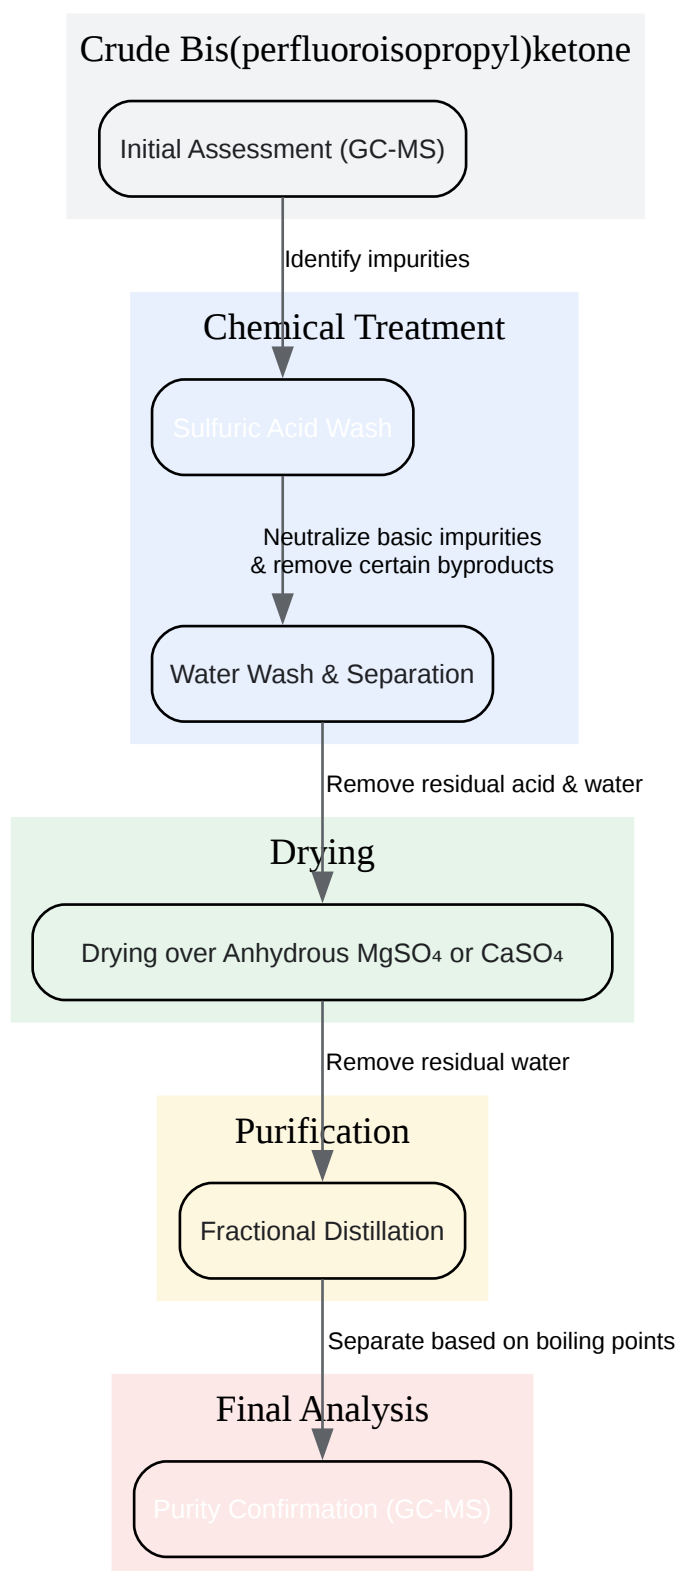 Crude Bis(perfluoroisopropyl)ketone
Initial Assessment (GC-MS)
Identify impurities
Chemical Treatment
Sulfuric Acid Wash
Neutralize basic impurities
& remove certain byproducts
Water Wash & Separation
Remove residual acid & water
Drying
Drying over Anhydrous MgSO₄ or CaSO₄
Remove residual water
Purification
Fractional Distillation
Separate based on boiling points
Final Analysis
Purity Confirmation (GC-MS)